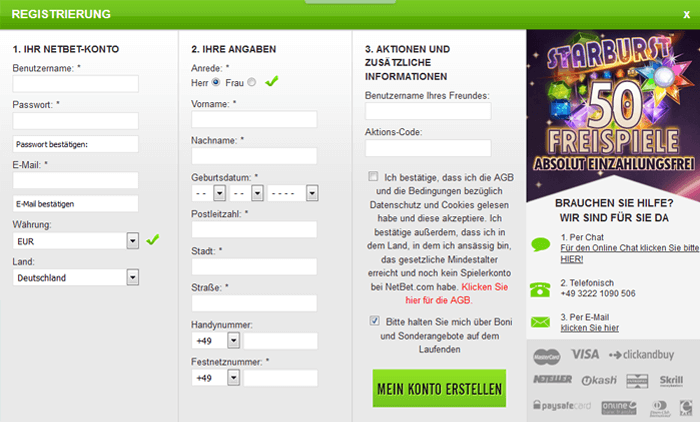 REGISTRIERUNG
x
1. IHR NETBET-KONTO
Benutzername: *
Passwort: *
Passwort bestätigen:
E-Mail: *
E-Mail bestätigen
Währung:
EUR
Land:
Deutschland
2. IHRE ANGABEN
Anrede: *
Herr Frau
Vorname: *
Nachname: *
Geburtsdatum: *
- - - - - - - -
Postleitzahl: *
Stadt: *
Straße: *
Handynummer:
+49
Festnetznummer: *
+49
3. AKTIONEN UND
ZUSÄTZLICHE
INFORMATIONEN
Benutzername Ihres Freundes:
Aktions-Code:
Ich bestätige, dass ich die AGB
und die Bedingungen bezüglich
Datenschutz und Cookies gelesen
habe und diese akzeptiere. Ich
bestätige außerdem, dass ich in
dem Land, in dem ich ansässig bin,
das gesetzliche Mindestalter
erreicht und noch kein Spielerkonto
bei NetBet.com habe. Klicken Sie
hier für die AGB.
Bitte halten Sie mich über Boni
und Sonderangebote auf dem
Laufenden
MEIN KONTO ERSTELLEN
STARBURST
50
FREISPIELE
ABSOLUT EINZAHLUNGSFREI
BRAUCHEN SIE HILFE?
WIR SIND FÜR SIE DA
1. Per Chat
Für den Online Chat klicken Sie bitte
HIER!
2. Telefonisch
+49 3222 1090 506
3. Per E-Mail
klicken Sie hier
MasterCard VISA clickandbuy
NETELLER Ukash Skrill
paysafecard online